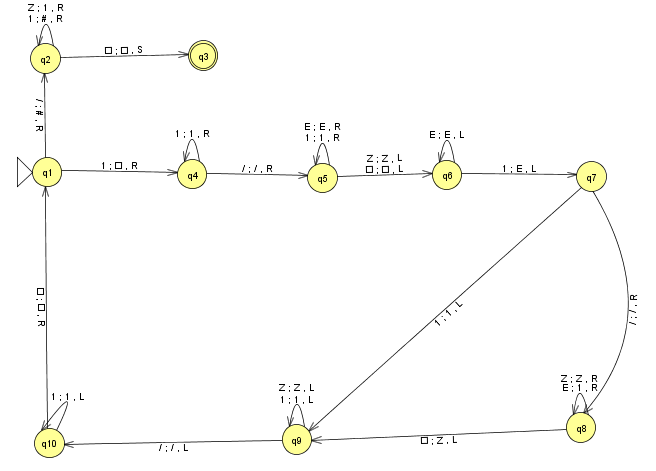 Z ; 1 , R
1 ; # , R
q2
□ ; □ , S
q3
/ ; # , R
q1
1 ; □ , R
1 ; 1 , R
q4
/ ; / , R
E ; E , R
1 ; 1 , R
q5
Z ; Z , L
□ ; □ , L
E ; E , L
q6
1 ; E , L
q7
1 ; 1 , L
/ ; / , R
□ ; □ , R
1 ; 1 , L
q10
/ ; / , L
Z ; Z , L
1 ; 1 , L
q9
□ ; Z , L
Z ; Z , R
E ; 1 , R
q8